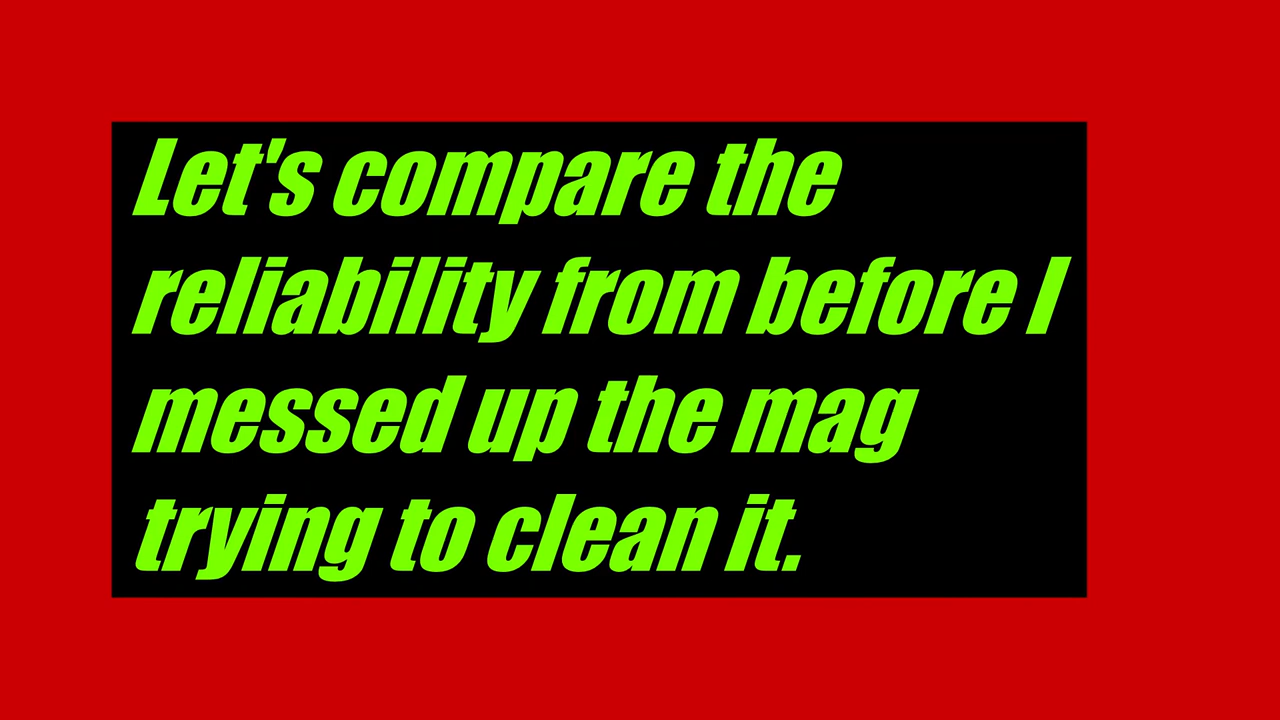 Let's compare the
reliability from before I
messed up the mag
trying to clean it.